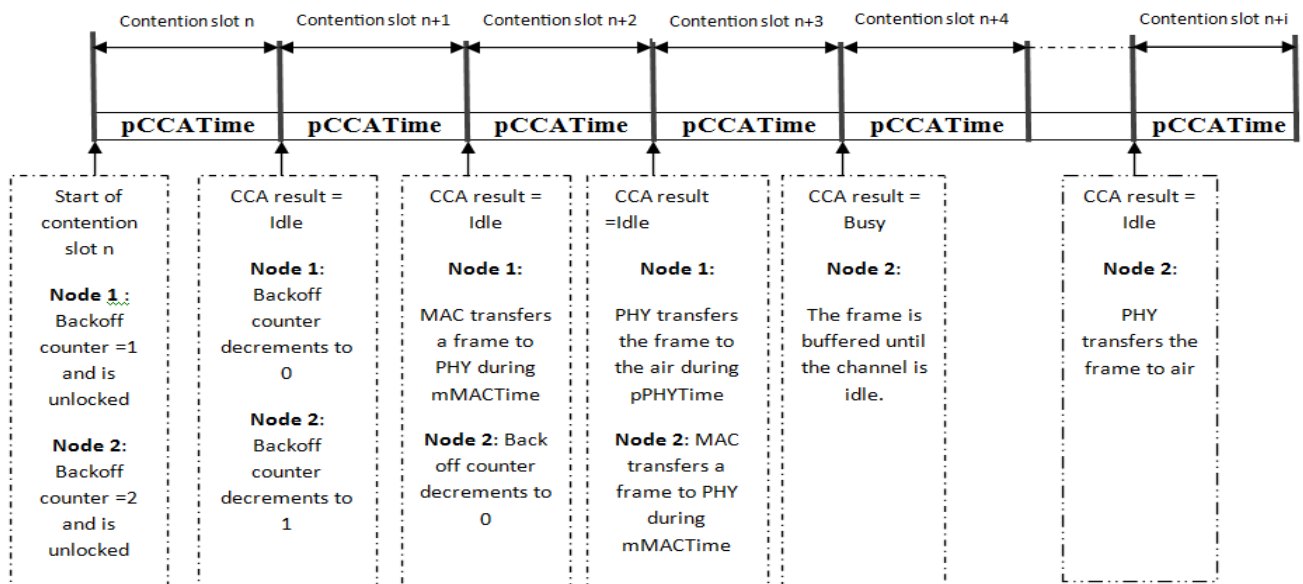 Contention slot n
Contention slot n+1
Contention slot n+2
Contention slot n+3
Contention slot n+4
Contention slot n+i
pCCATime
pCCATime
pCCATime
pCCATime
pCCATime
pCCATime
Start of
contention
slot n
Node 1 :
Backoff
counter =1
and is
unlocked
Node 2:
Backoff
counter =2
and is
unlocked
CCA result =
Idle
Node 1:
Backoff
counter
decrements to
0
Node 2:
Backoff
counter
decrements to
1
CCA result =
Idle
Node 1:
MAC transfers
a frame to
PHY during
mMACTime
Node 2: Back
off counter
decrements to
0
CCA result
=Idle
Node 1:
PHY transfers
the frame to
the air during
pPHYTime
Node 2: MAC
transfers a
frame to PHY
during
mMACTime
CCA result =
Busy
Node 2:
The frame is
buffered until
the channel is
idle.
CCA result =
Idle
Node 2:
PHY
transfers the
frame to air